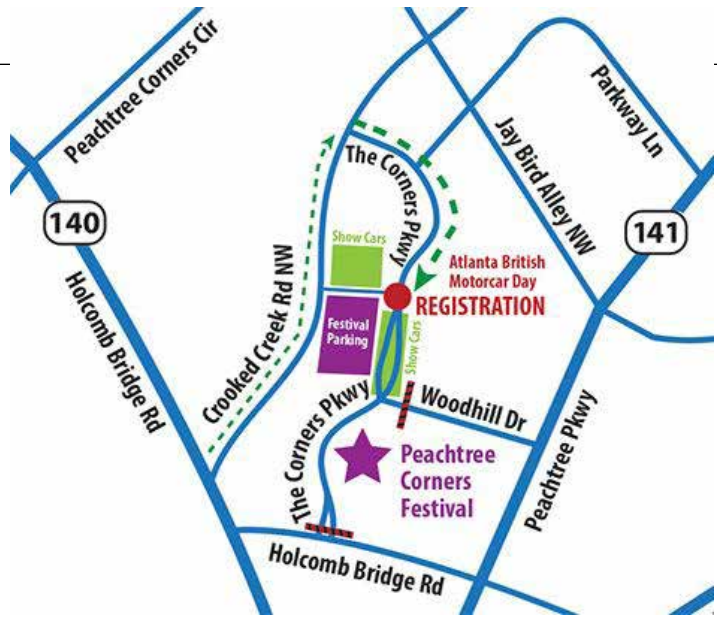 Peachtree Corners Cir
Parkway Ln
Jay Bird Alley NW
The Corners Pkwy
140
141
Show Cars
Atlanta British
Motorcar Day
REGISTRATION
Crooked Creek Rd NW
Holcomb Bridge Rd
Festival
Parking
Show Cars
The Corners Pkwy
Woodhill Dr
Peachtree Pkwy
Peachtree
Corners
Festival
Holcomb Bridge Rd